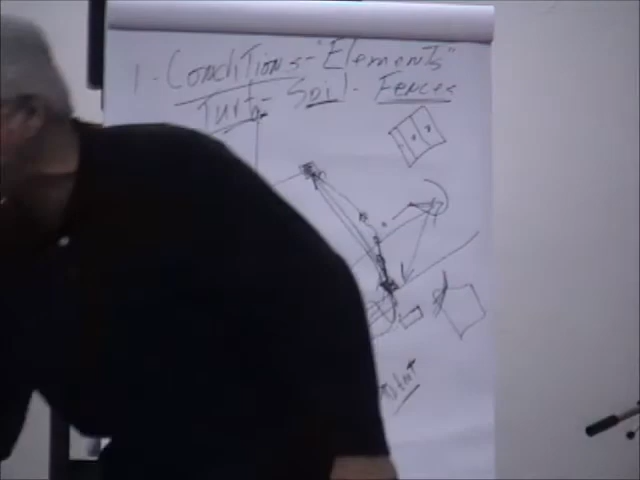 1. Conditions- "Elements"
Turf- Soil- Fences